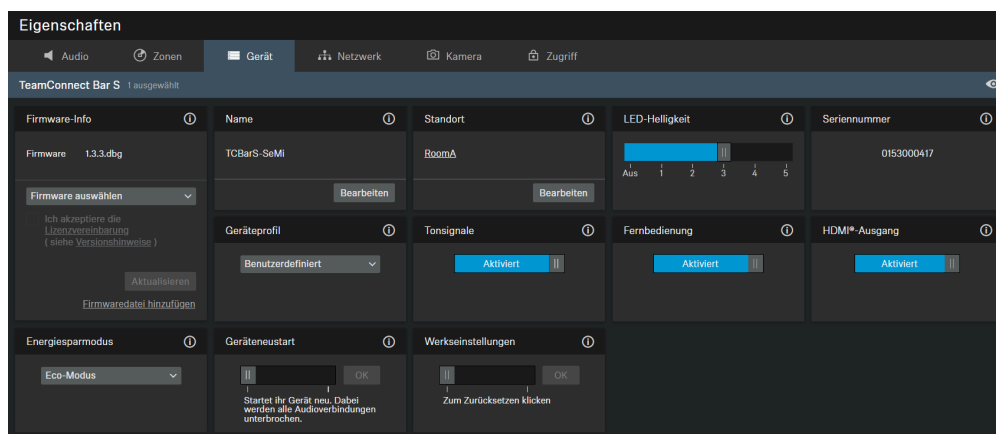 Eigenschaften
Audio Zonen Gerät Netzwerk Kamera Zugriff
TeamConnect Bar S 1 ausgewählt
Firmware-Info
Firmware 1.3.3.dbg
Firmware auswählen
Ich akzeptiere die
Lizenzvereinbarung
( siehe Versionshinweise )
Aktualisieren
Firmwaredatei hinzufügen
Name
TCBarS-SeMi
Bearbeiten
Standort
RoomA
Bearbeiten
LED-Helligkeit
Aus 1 2 3 4 5
Seriennummer
0153000417
Geräteprofil
Benutzerdefiniert
Tonsignale
Aktiviert
Fernbedienung
Aktiviert
HDMI®-Ausgang
Aktiviert
Energiesparmodus
Eco-Modus
Geräteneustart
OK
Startet ihr Gerät neu. Dabei
werden alle Audioverbindungen
unterbrochen.
Werkseinstellungen
OK
Zum Zurücksetzen klicken